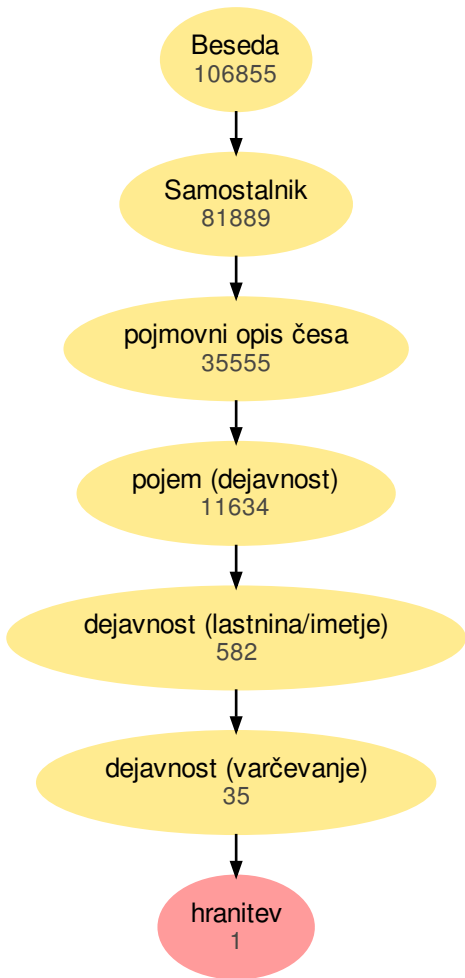 Beseda
106855
Samostalnik
81889
pojmovni opis česa
35555
pojem (dejavnost)
11634
dejavnost (lastnina/imetje)
582
dejavnost (varčevanje)
35
hranitev
1